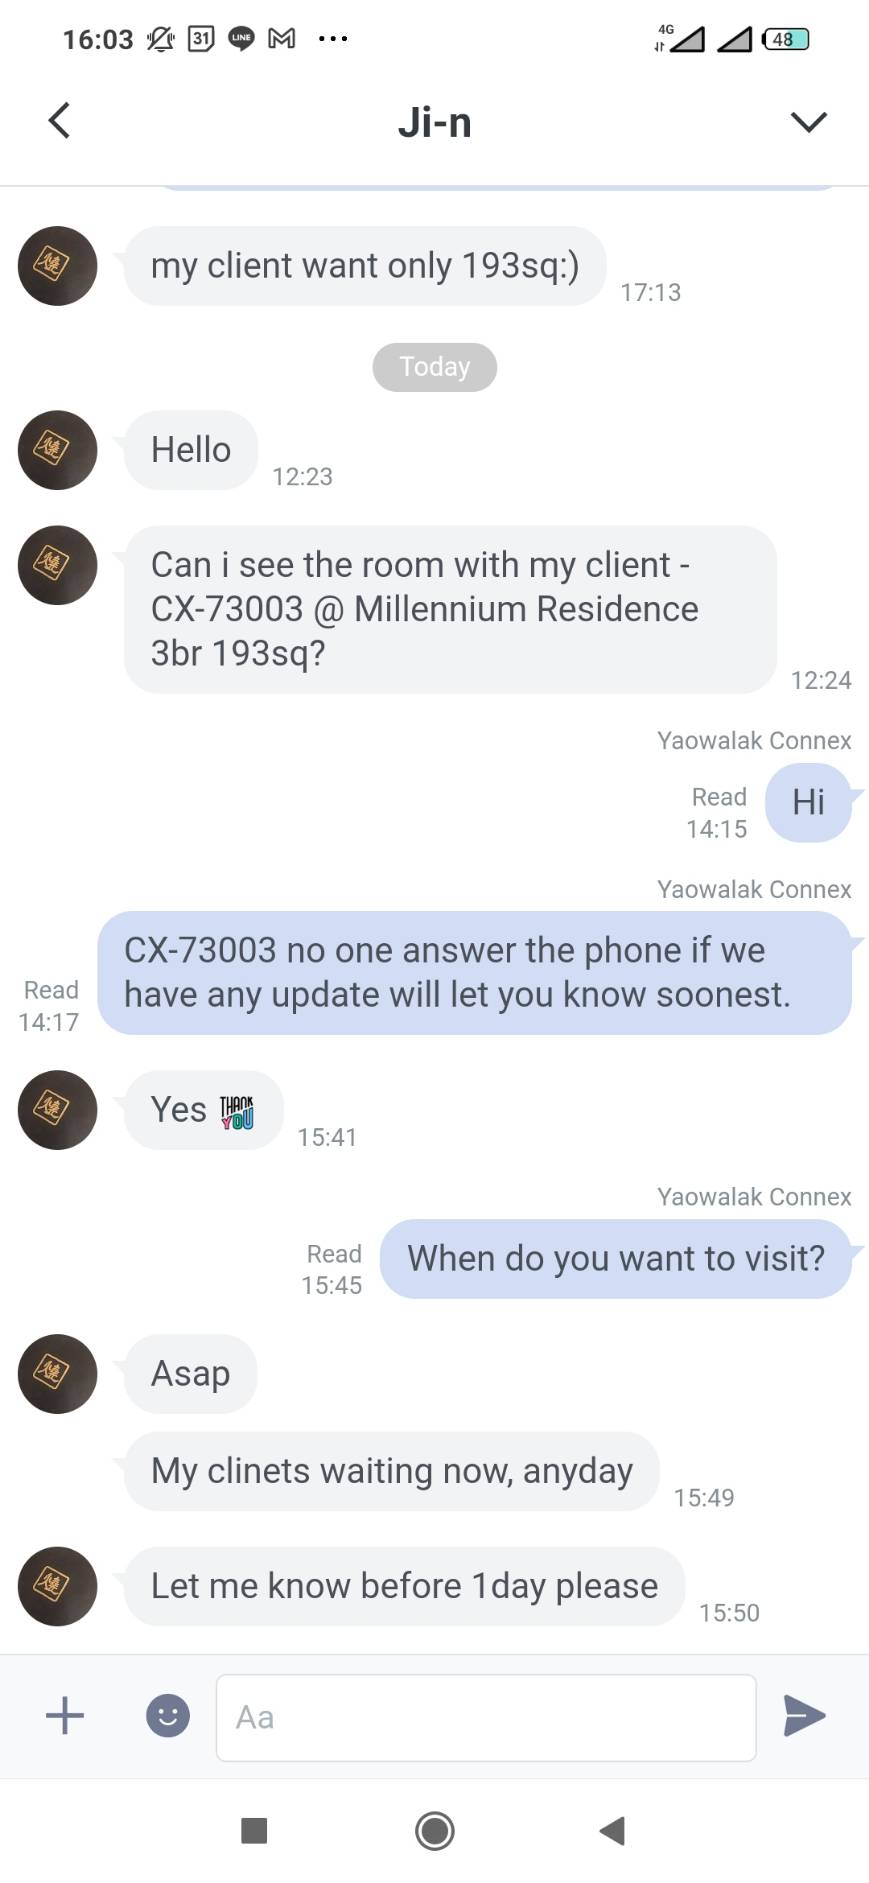 16:03 31 LINE 4G 48
Ji-n
my client want only 193sq:)
17:13
Today
Hello
12:23
Can i see the room with my client -
CX-73003 @ Millennium Residence
3br 193sq?
12:24
Yaowalak Connex
Read
14:15
Hi
Yaowalak Connex
CX-73003 no one answer the phone if we
have any update will let you know soonest.
Read
14:17
Yes THANK YOU
15:41
Yaowalak Connex
Read
15:45
When do you want to visit?
Asap
My clinets waiting now, anyday
15:49
Let me know before 1day please
15:50
Aa